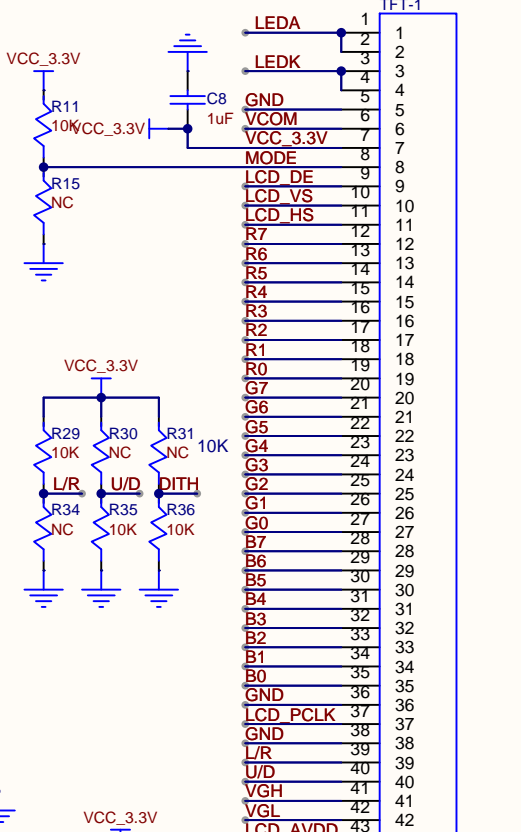 TFT-1
LEDA 1 1
2 2
LEDK 3 3
4 4
GND 5 5
VCOM 6 6
VCC_3.3V 7 7
MODE 8 8
LCD_DE 9 9
LCD_VS 10 10
LCD_HS 11 11
R7 12 12
R6 13 13
R5 14 14
R4 15 15
R3 16 16
R2 17 17
R1 18 18
R0 19 19
G7 20 20
G6 21 21
G5 22 22
G4 23 23
G3 24 24
G2 25 25
G1 26 26
G0 27 27
B7 28 28
B6 29 29
B5 30 30
B4 31 31
B3 32 32
B2 33 33
B1 34 34
B0 35 35
GND 36 36
LCD_PCLK 37 37
GND 38 38
L/R 39 39
U/D 40 40
VGH 41 41
VGL 42 42
LCD_AVDD 43
VCC_3.3V
R11
10K
VCC_3.3V
C8
1uF
R15
NC
VCC_3.3V
R29 R30 R31
10K NC NC 10K
L/R U/D DITH
R34 R35 R36
NC 10K 10K
VCC_3.3V